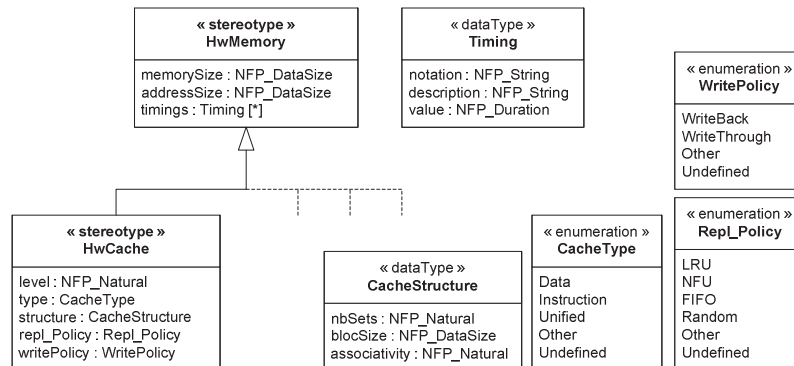 « stereotype »
HwMemory
memorySize : NFP_DataSize
addressSize : NFP_DataSize
timings : Timing [*]
« dataType »
Timing
notation : NFP_String
description : NFP_String
value : NFP_Duration
« enumeration »
WritePolicy
WriteBack
WriteThrough
Other
Undefined
« stereotype »
HwCache
level : NFP_Natural
type : CacheType
structure : CacheStructure
repl_Policy : Repl_Policy
writePolicy : WritePolicy
« dataType »
CacheStructure
nbSets : NFP_Natural
blocSize : NFP_DataSize
associativity : NFP_Natural
« enumeration »
CacheType
Data
Instruction
Unified
Other
Undefined
« enumeration »
Repl_Policy
LRU
NFU
FIFO
Random
Other
Undefined